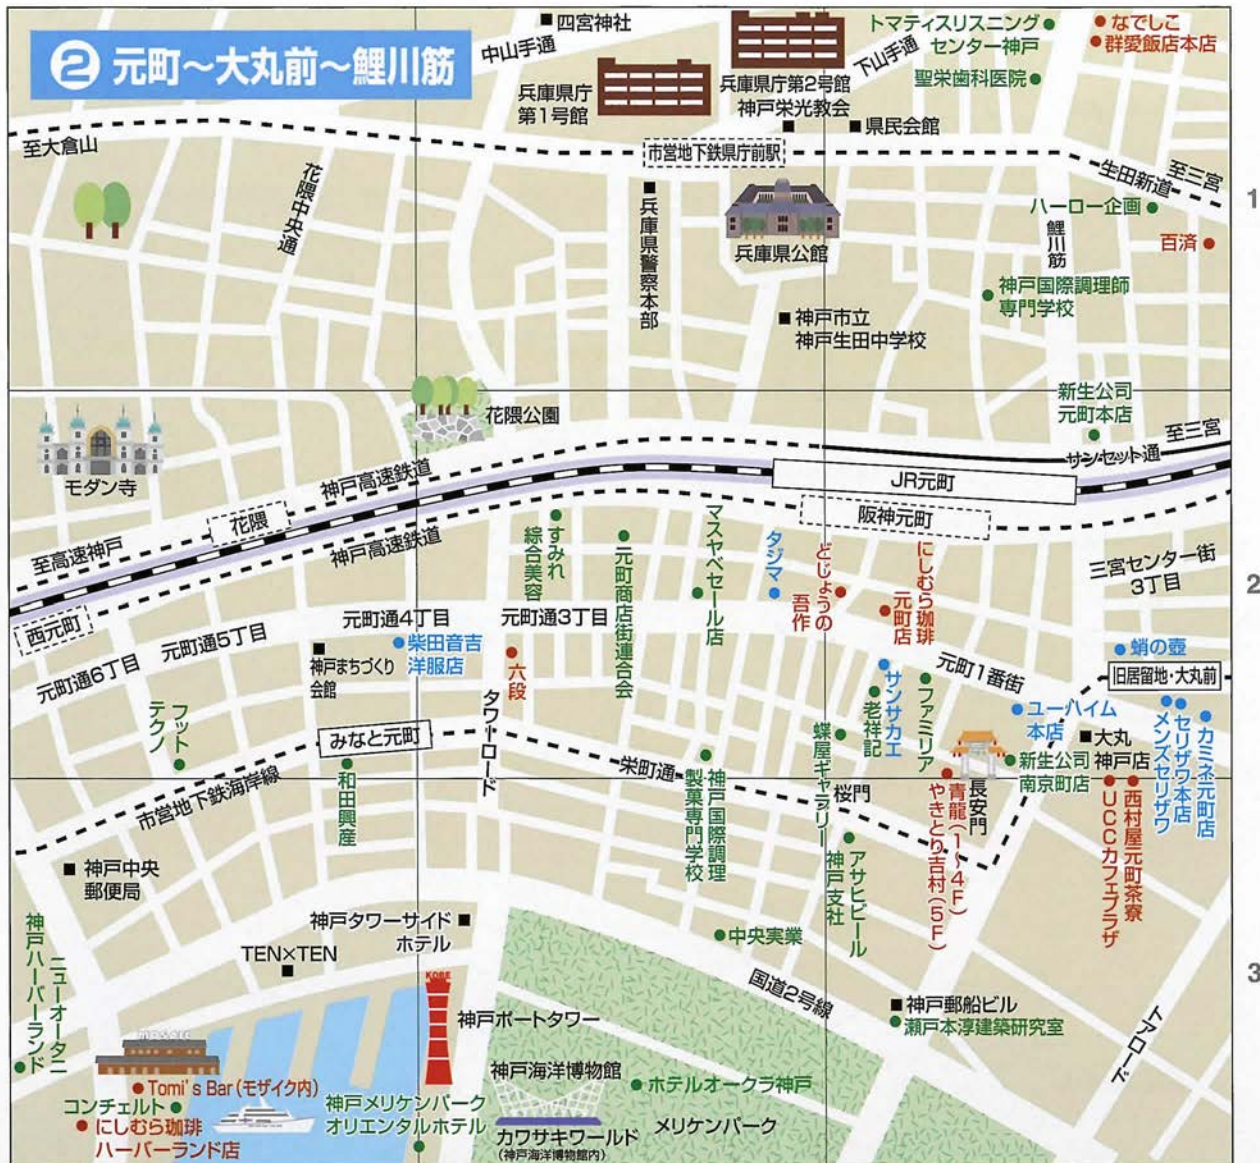 ② 元町～大丸前～鯉川筋
四宮神社
中山手通
兵庫県庁
第1号館
兵庫県庁第2号館
下山手通
神戸栄光教会
県民会館
トマティスリスニング
センター神戸
聖栄歯科医院
なでしこ
群愛飯店本店
至大倉山
花隈中央通
市営地下鉄県庁前駅
生田新道
至三宮
1
兵庫県警察本部
兵庫県公館
ハーロー企画
鯉川筋
百済
神戸国際調理師
専門学校
神戸市立
神戸生田中学校
新生公司
元町本店
花隈公園
モダン寺
神戸高速鉄道
至三宮
サンセット通
JR元町
花隈
阪神元町
至高速神戸
神戸高速鉄道
すみれ
綜合美容
元町商店街連合会
マスヤベセール店
タジマ
どじょうの
吾作
にしむら珈琲
元町店
三宮センター街
3丁目
2
西元町
元町通6丁目
元町通5丁目
元町通4丁目
元町通3丁目
神戸まちづくり
会館
柴田音吉
洋服店
六段
元町1番街
蛸の壺
旧居留地・大丸前
サンサカエ
老祥記
ファミリア
ユーハイム
本店
大丸
神戸店
カミネ元町店
セリザワ本店
メンズセリザワ
フット
テクノ
みなと元町
タワーロード
栄町通
蝶屋ギャラリー
桜門
長安門
新生公司
南京町店
市営地下鉄海岸線
和田興産
神戸国際調理
製菓専門学校
青龍(1～4F)
やきとり吉村(5F)
西村屋元町茶寮
UCCカフェプラザ
神戸中央
郵便局
アサヒビール
神戸支社
神戸タワーサイド
ホテル
中央実業
TEN×TEN
ニューオータニ
神戸ハーバーランド
国道2号線
3
KOBE
神戸ポートタワー
神戸郵船ビル
瀬戸本淳建築研究室
トアロード
MOSAIC
Tomi's Bar(モザイク内)
コンチェルト
にしむら珈琲
ハーバーランド店
神戸メリケンパーク
オリエンタルホテル
神戸海洋博物館
カワサキワールド
(神戸海洋博物館内)
ホテルオークラ神戸
メリケンパーク